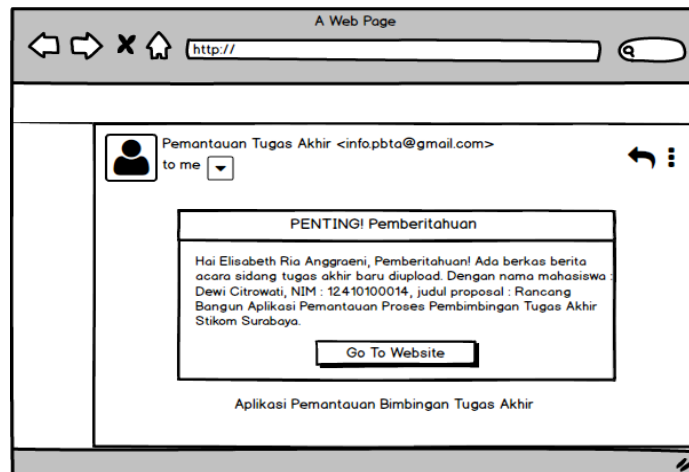 A Web Page
http://
Pemantauan Tugas Akhir <info.pbta@gmail.com>
to me
PENTING! Pemberitahuan
Hai Elisabeth Ria Anggraeni, Pemberitahuan! Ada berkas berita
acara sidang tugas akhir baru diupload. Dengan nama mahasiswa :
Dewi Citrowati, NIM : 12410100014, judul proposal : Rancang
Bangun Aplikasi Pemantauan Proses Pembimbingan Tugas Akhir
Stikom Surabaya.
Go To Website
Aplikasi Pemantauan Bimbingan Tugas Akhir